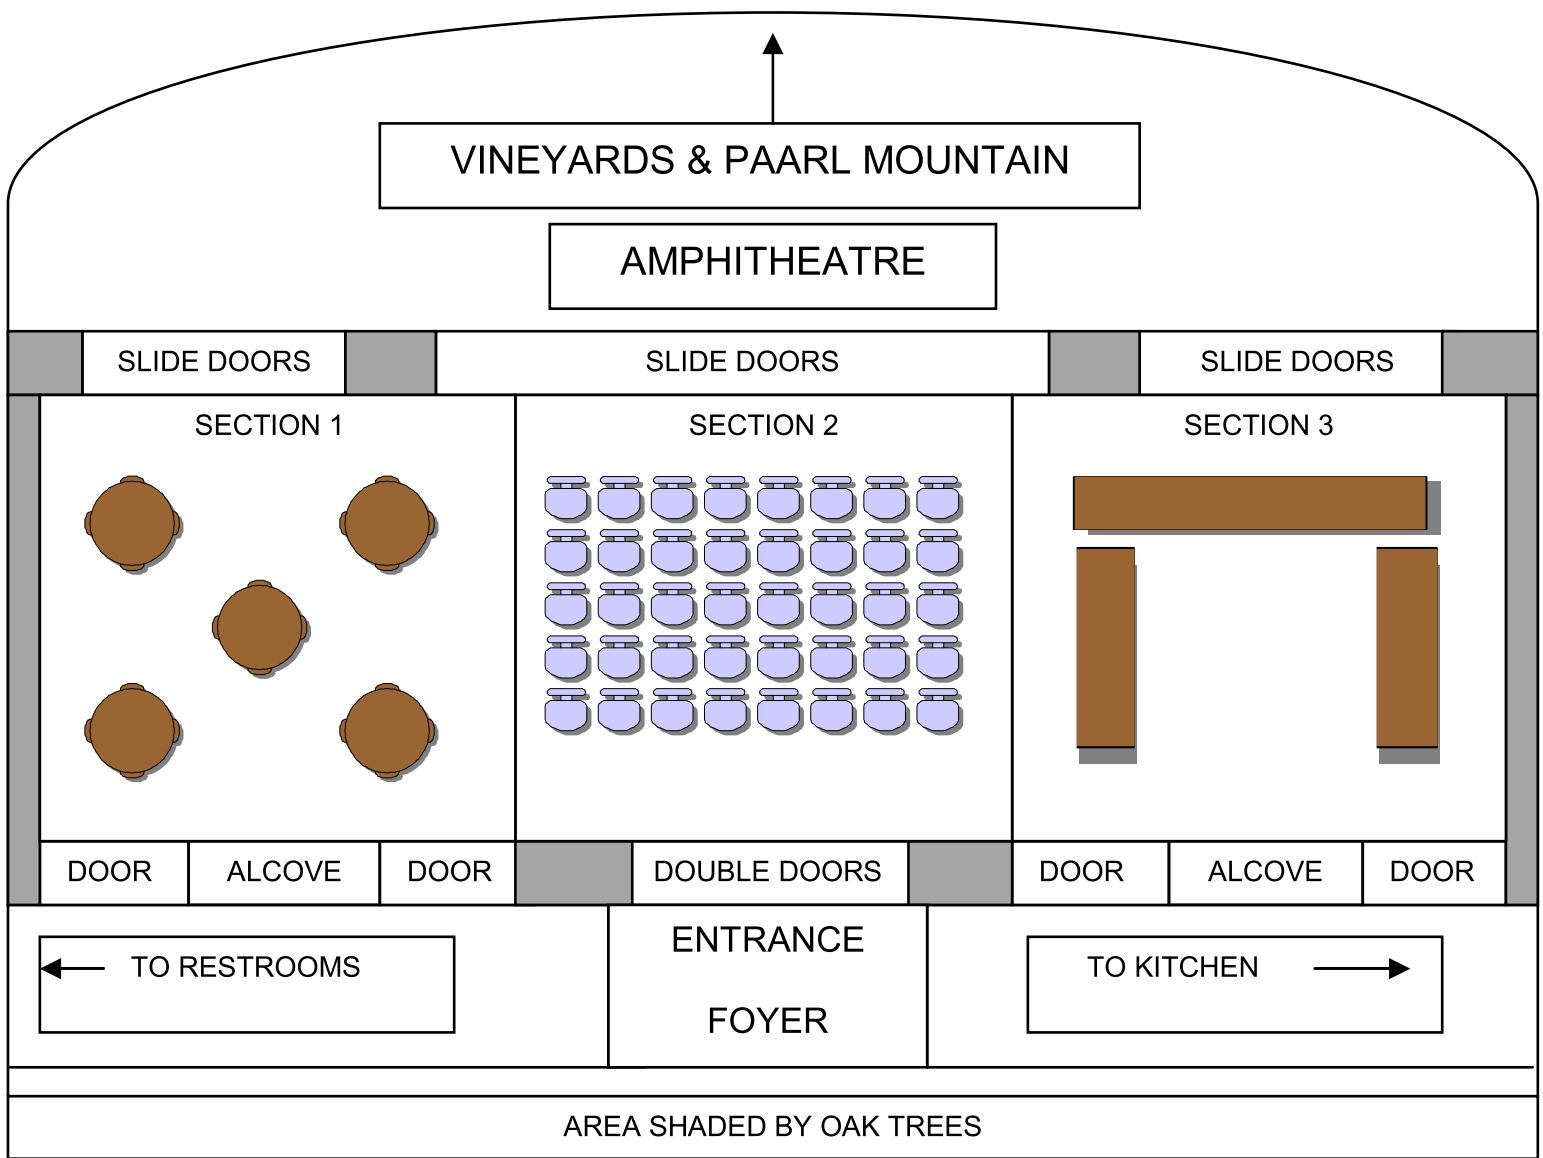 VINEYARDS & PAARL MOUNTAIN
AMPHITHEATRE
SLIDE DOORS
SLIDE DOORS
SLIDE DOORS
SECTION 1
SECTION 2
SECTION 3
DOOR
ALCOVE
DOOR
DOUBLE DOORS
DOOR
ALCOVE
DOOR
ENTRANCE
FOYER
TO RESTROOMS
TO KITCHEN
AREA SHADED BY OAK TREES